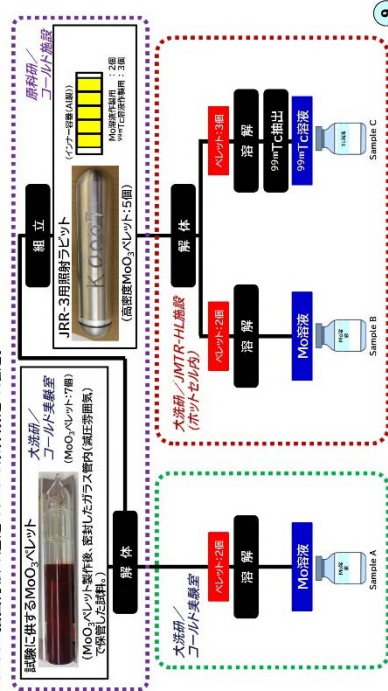 試験に供するMoO₃ペレット
大洗研/
コールド実験室
(MoO₃ペレット:7個)
(MoO₃ペレット製作後、密封したガラス管内(減圧雰囲気)
で保管した試料。)
組立
原科研/
コールド施設
JRR-3用照射ラビット
(インナー容器(Al製))
Mo溶液作製用 : 2個
⁹⁹ᵐTc溶液作製用 : 3個
(高密度MoO₃ペレット:5個)
解体
解体
大洗研/
コールド実験室
ペレット:2個
溶解
Mo溶液
Sample A
大洗研/JMTR-HL施設
(ホットセル内)
ペレット:2個
溶解
Mo溶液
Sample B
ペレット:3個
溶解
⁹⁹ᵐTc抽出
⁹⁹ᵐTc溶液
Sample C
9